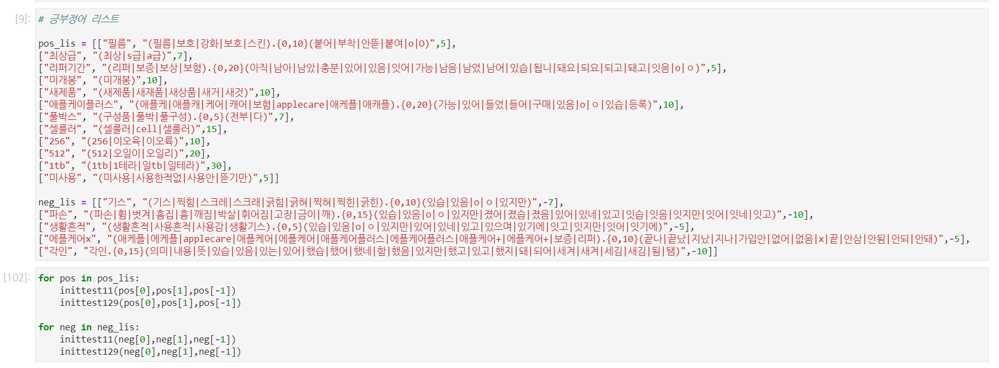 [9]: # 긍부정어 리스트
pos_lis = [["필름", "(필름|보호|강화|보호|스킨).{0,10}(붙어|부착|안뜯|붙여|o|O)",5],
["최상급", "(최상|s급|a급)",7],
["리퍼기간", "(리퍼|보증|보상|보험).{0,20}(아직|남아|남았|충분|있어|있음|잇어|가능|남음|남었|남어|있습|됩니|돼요|되요|되고|돼고|잇음|o|ㅇ)",5],
["미개봉", "(미개봉)",10],
["새제품", "(새제품|새재품|새상품|새거|새것)",10],
["애플케이플러스", "(애플케|애플캐|케어|캐어|보험|applecare|애케플|애캐플).{0,20}(가능|있어|들었|들어|구매|있음|o|ㅇ|있습|등록)",10],
["풀박스", "(구성품|풀박|풀구성).{0,5}(전부|다)",7],
["셀룰러", "(셀룰러|cell|샐룰러)",15],
["256", "(256|이오육|이오륙)",10],
["512", "(512|오일이|오일리)",20],
["1tb", "(1tb|1테라|일tb|일테라)",30],
["미사용", "(미사용|사용한적없|사용안|뜯기만)",5]]
neg_lis = [["기스", "(기스|찍힘|스크레|스크래|긁힘|긁혀|찍혀|찍힌|긁힌).{0,10}(있습|있음|o|ㅇ|있지만)",-7],
["파손", "(파손|휨|벗겨|흠집|흠|깨짐|박살|휘어짐|고장|금이|깨).{0,15}(있습|있음|o|ㅇ|있지만|졌어|졌습|졌음|있어|있네|있고|잇습|잇음|잇지만|잇어|잇네|잇고)",-10],
["생활흔적", "(생활흔적|사용흔적|사용감|생활기스).{0,5}(있습|있음|o|ㅇ|있지만|있어|있네|있고|있으며|있기에|잇고|잇지만|잇어|잇기에)",-5],
["에플케어x", "(애케플|에케플|applecare|애플케어|에플케어|애플케어플러스|에플케어플러스|애플케어+|에플케어+|보증|리퍼).{0,10}(끝나|끝났|지났|지나|가입안|없어|없음|x|끝|안삼|안됨|안되|안돼)",-5],
["각인", "각인.{0,15}(의미|내용|뜻|있습|있음|있는|있어|했습|했어|했네|함|했음|있지만|했고|있고|했지|돼|되어|세겨|새겨|세김|새김|됨|됌)",-10]]
[102]: for pos in pos_lis:
inittest11(pos[0],pos[1],pos[-1])
inittest129(pos[0],pos[1],pos[-1])
for neg in neg_lis:
inittest11(neg[0],neg[1],neg[-1])
inittest129(neg[0],neg[1],neg[-1])